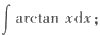 ∫ arctan xdx;